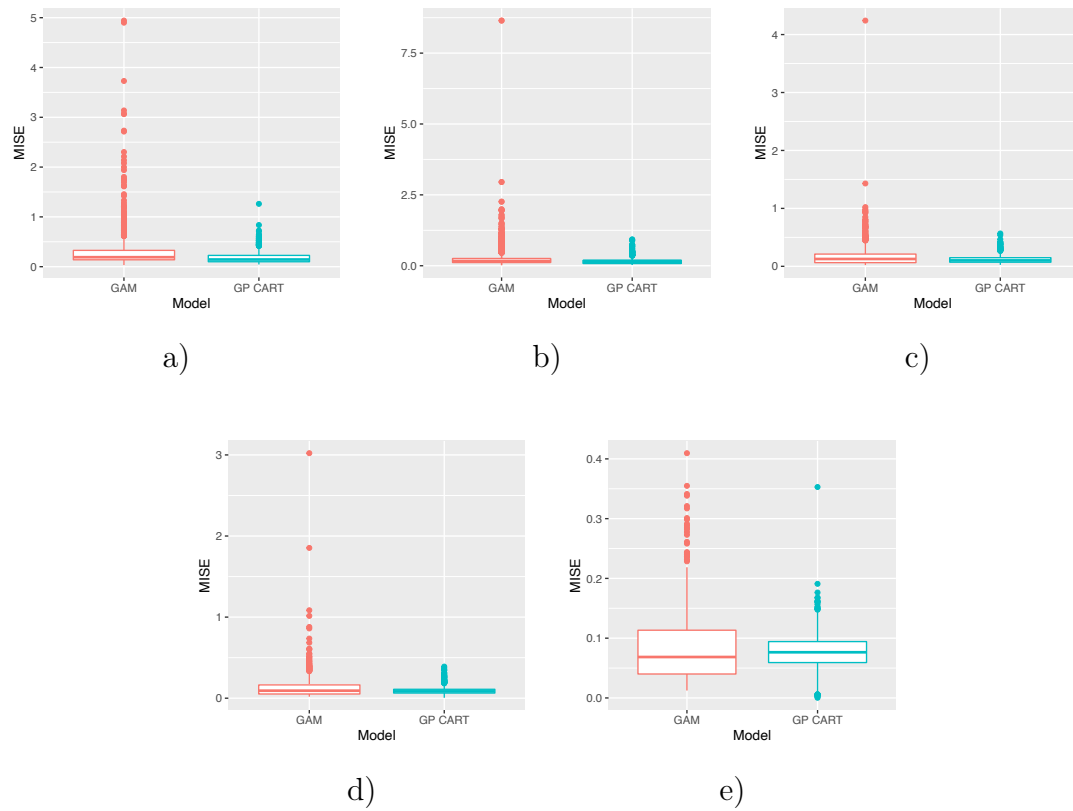 5
4
3
2
1
0
MISE
GAM
GP CART
Model
a)
7.5
5.0
2.5
0.0
MISE
GAM
GP CART
Model
b)
4
3
2
1
0
MISE
GAM
GP CART
Model
c)
3
2
1
0
MISE
GAM
GP CART
Model
d)
0.4
0.3
0.2
0.1
0.0
MISE
GAM
GP CART
Model
e)